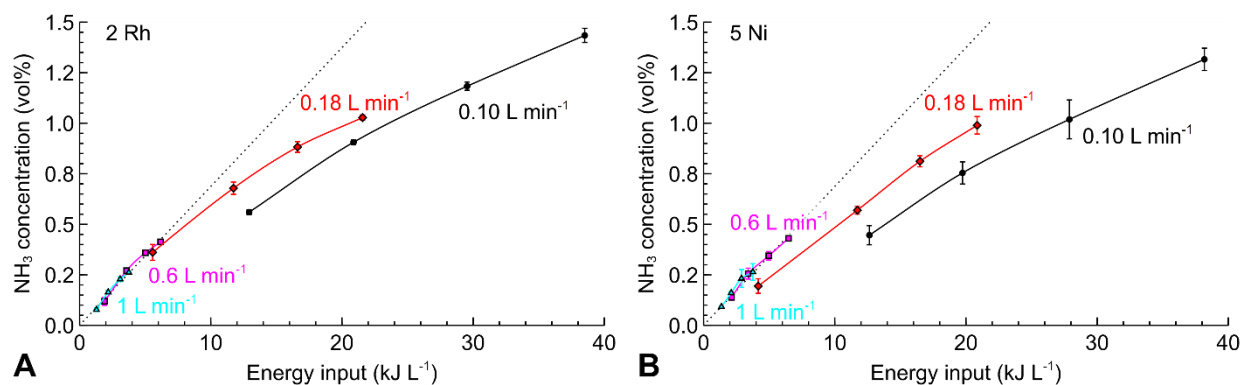 2 Rh
NH₃ concentration (vol%)
1.5
1.2
1.0
0.8
0.5
0.2
0.0
0.18 L min⁻¹
0.10 L min⁻¹
0.6 L min⁻¹
1 L min⁻¹
0 10 20 30 40
A
Energy input (kJ L⁻¹)
5 Ni
NH₃ concentration (vol%)
1.5
1.2
1.0
0.8
0.5
0.2
0.0
0.18 L min⁻¹
0.10 L min⁻¹
0.6 L min⁻¹
1 L min⁻¹
0 10 20 30 40
B
Energy input (kJ L⁻¹)